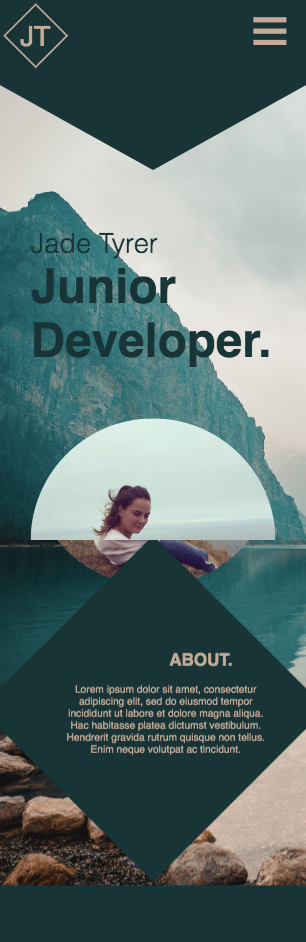 JT
Jade Tyrer
Junior
Developer.
ABOUT.
Lorem ipsum dolor sit amet, consectetur
adipiscing elit, sed do eiusmod tempor
incididunt ut labore et dolore magna aliqua.
Hac habitasse platea dictumst vestibulum.
Hendrerit gravida rutrum quisque non tellus.
Enim neque volutpat ac tincidunt.